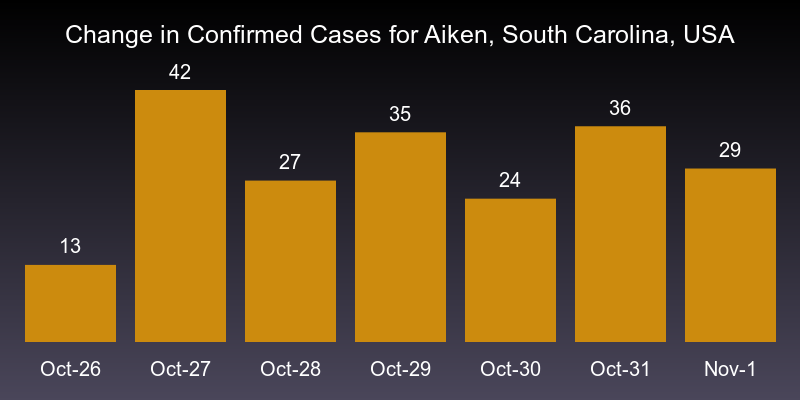 Change in Confirmed Cases for Aiken, South Carolina, USA
13
42
27
35
24
36
29
Oct-26
Oct-27
Oct-28
Oct-29
Oct-30
Oct-31
Nov-1